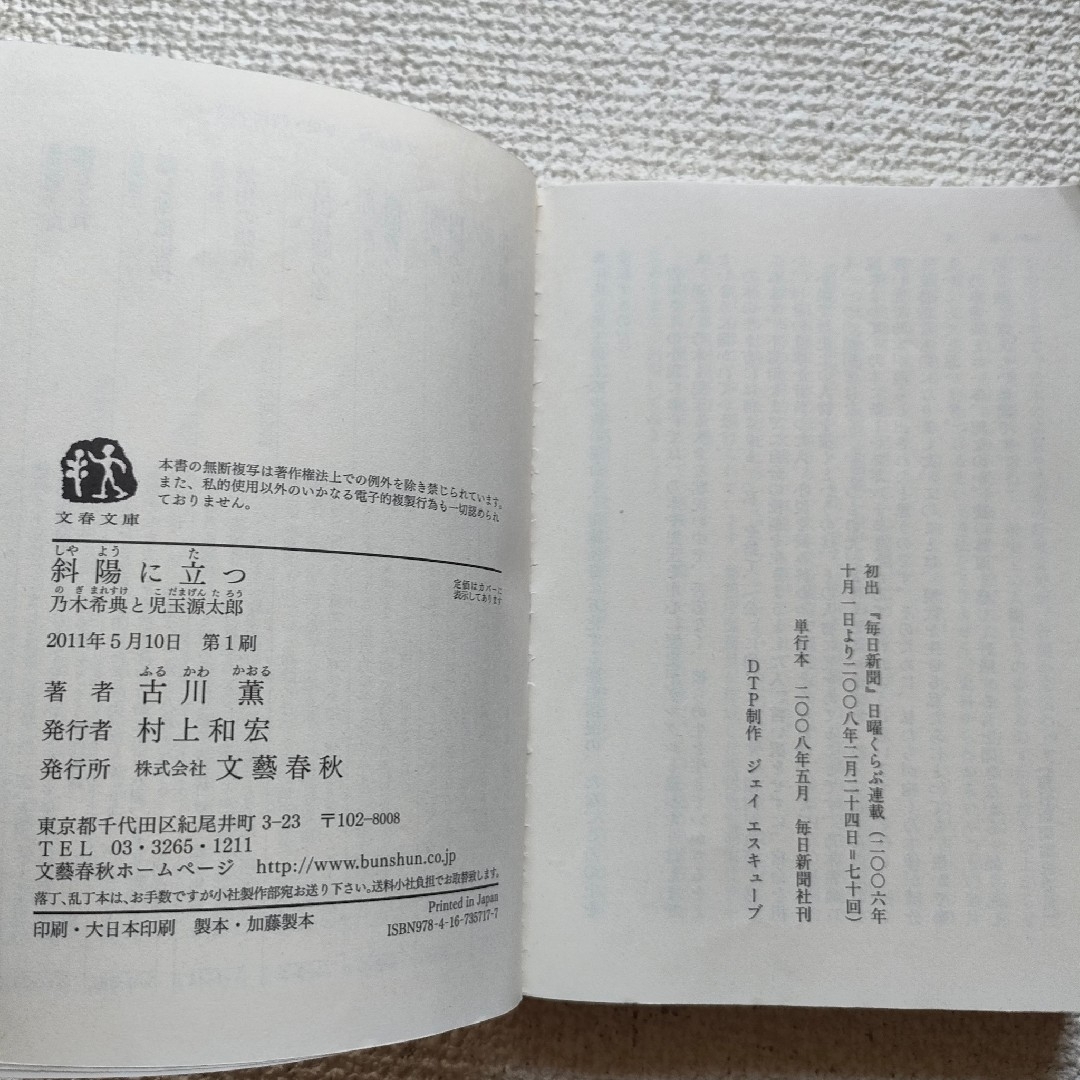 初出 『毎日新聞』日曜くらぶ連載(二〇〇六年
十月一日より二〇〇八年二月二十四日=七十回)
単行本 二〇〇八年五月 毎日新聞社刊
DTP制作 ジェイ エスキューブ
文春文庫
本書の無断複写は著作権法上での例外を除き禁じられています。
また、私的使用以外のいかなる電子的複製行為も一切認められ
ておりません。
しや よう た
斜陽に立つ
の ぎ まれすけ こ だまげん た ろう
乃木希典と児玉源太郎
定価はカバーに
表示してあります
2011年5月10日 第1刷
ふる かわ かおる
著 者 古川 薫
発行者 村上和宏
発行所 株式会社 文藝春秋
東京都千代田区紀尾井町 3-23 〒102-8008
TEL 03・3265・1211
文藝春秋ホームページ http://www.bunshun.co.jp
落丁、乱丁本は、お手数ですが小社製作部宛お送り下さい。送料小社負担でお取替致します。
印刷・大日本印刷 製本・加藤製本
Printed in Japan
ISBN978-4-16-735717-7